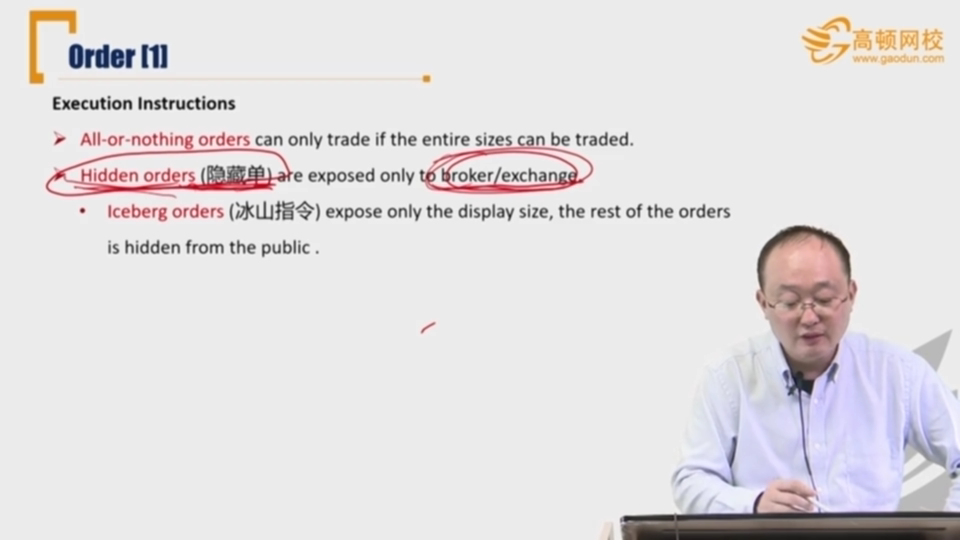 Order [1]
高顿网校
www.gaodun.com
Execution Instructions
All-or-nothing orders can only trade if the entire sizes can be traded.
Hidden orders (隐藏单) are exposed only to broker/exchange.
Iceberg orders (冰山指令) expose only the display size, the rest of the orders
is hidden from the public .